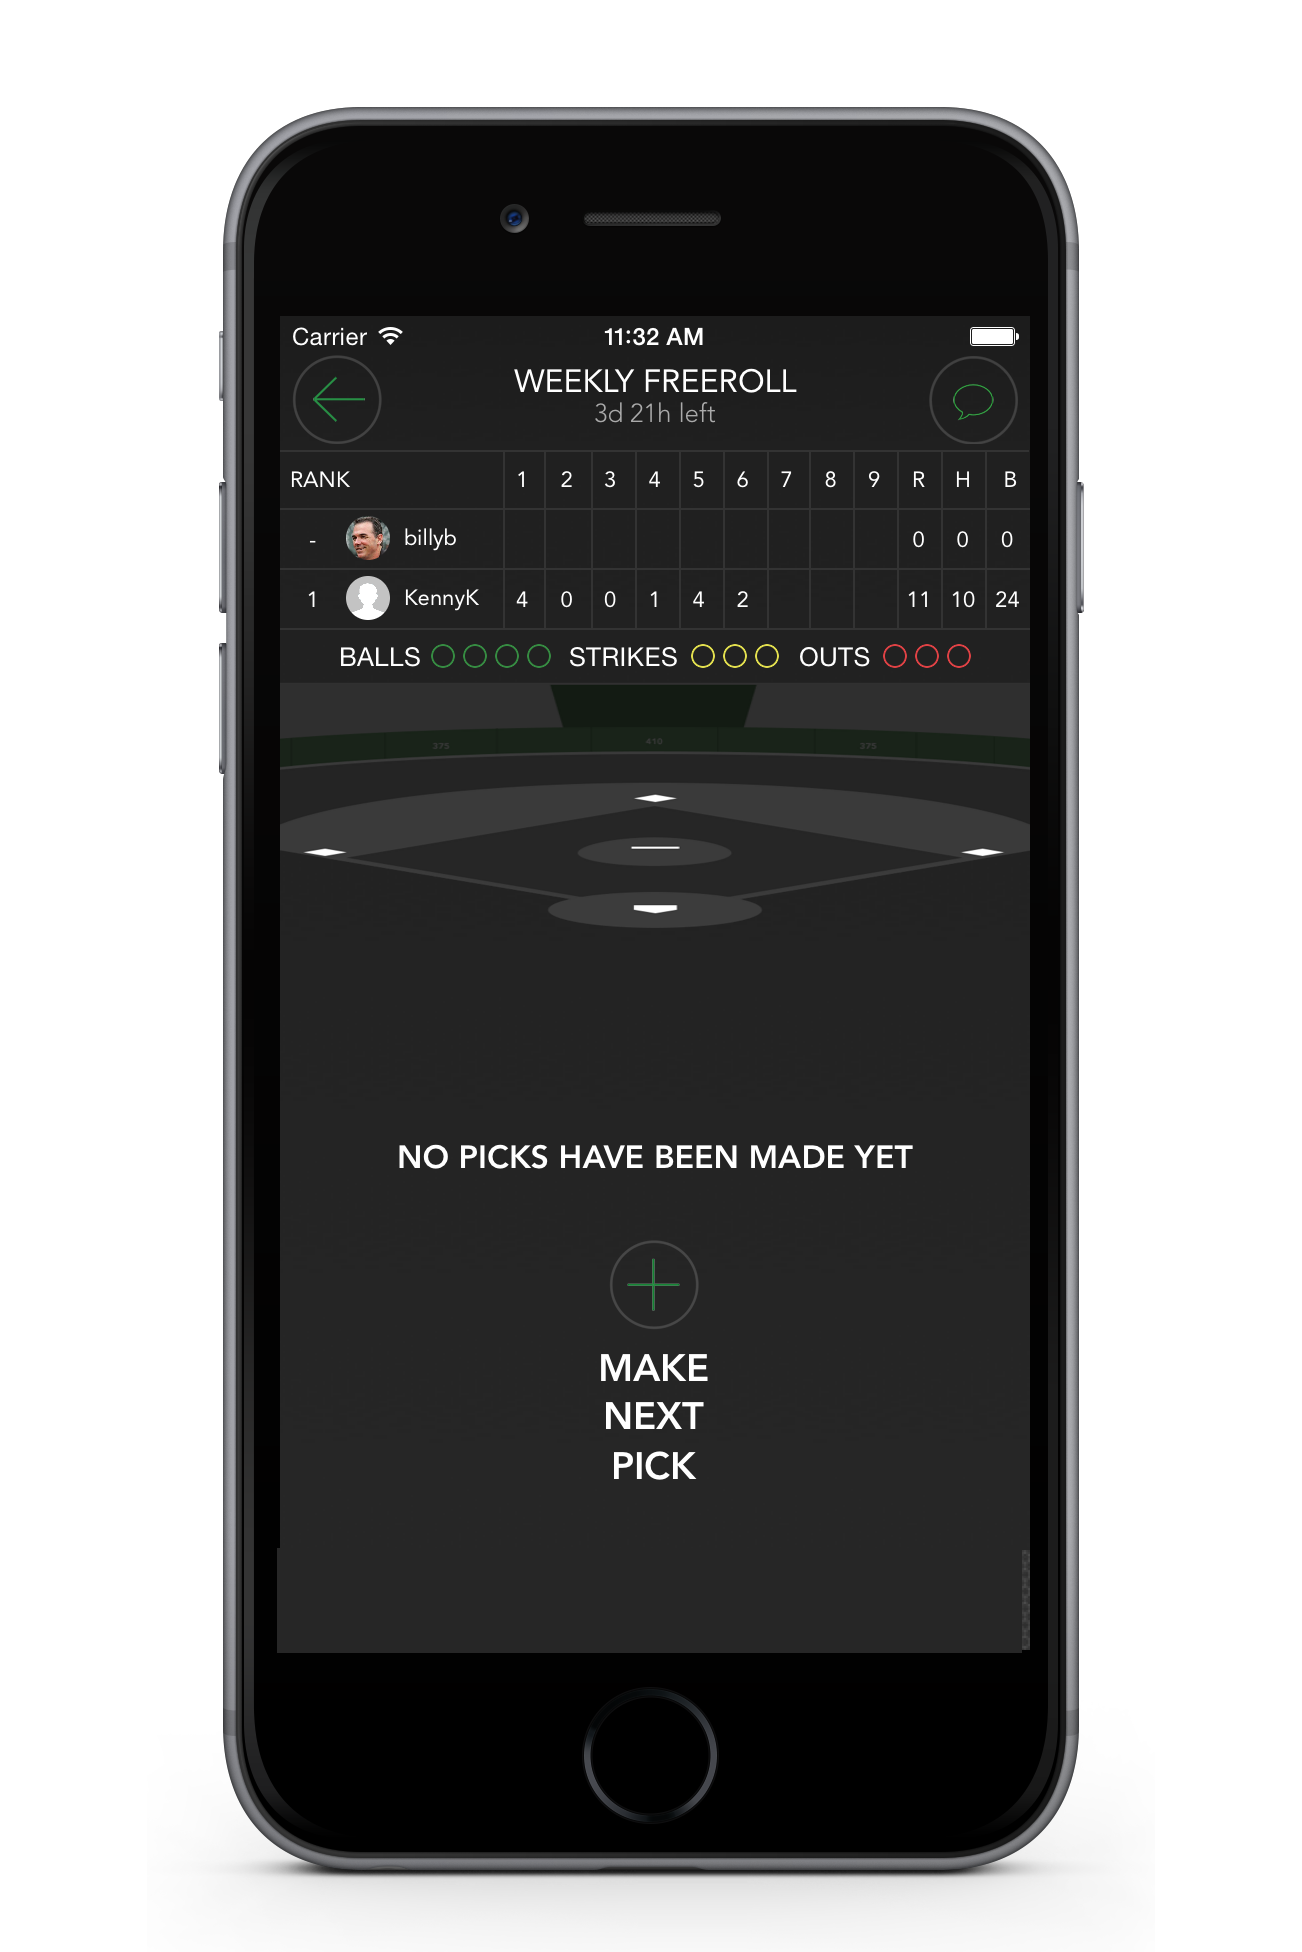 Carrier 11:32 AM
WEEKLY FREEROLL
3d 21h left
RANK 1 2 3 4 5 6 7 8 9 R H B
- billyb 0 0 0
1 KennyK 4 0 0 1 4 2 11 10 24
BALLS STRIKES OUTS
375 410 375
NO PICKS HAVE BEEN MADE YET
MAKE
NEXT
PICK